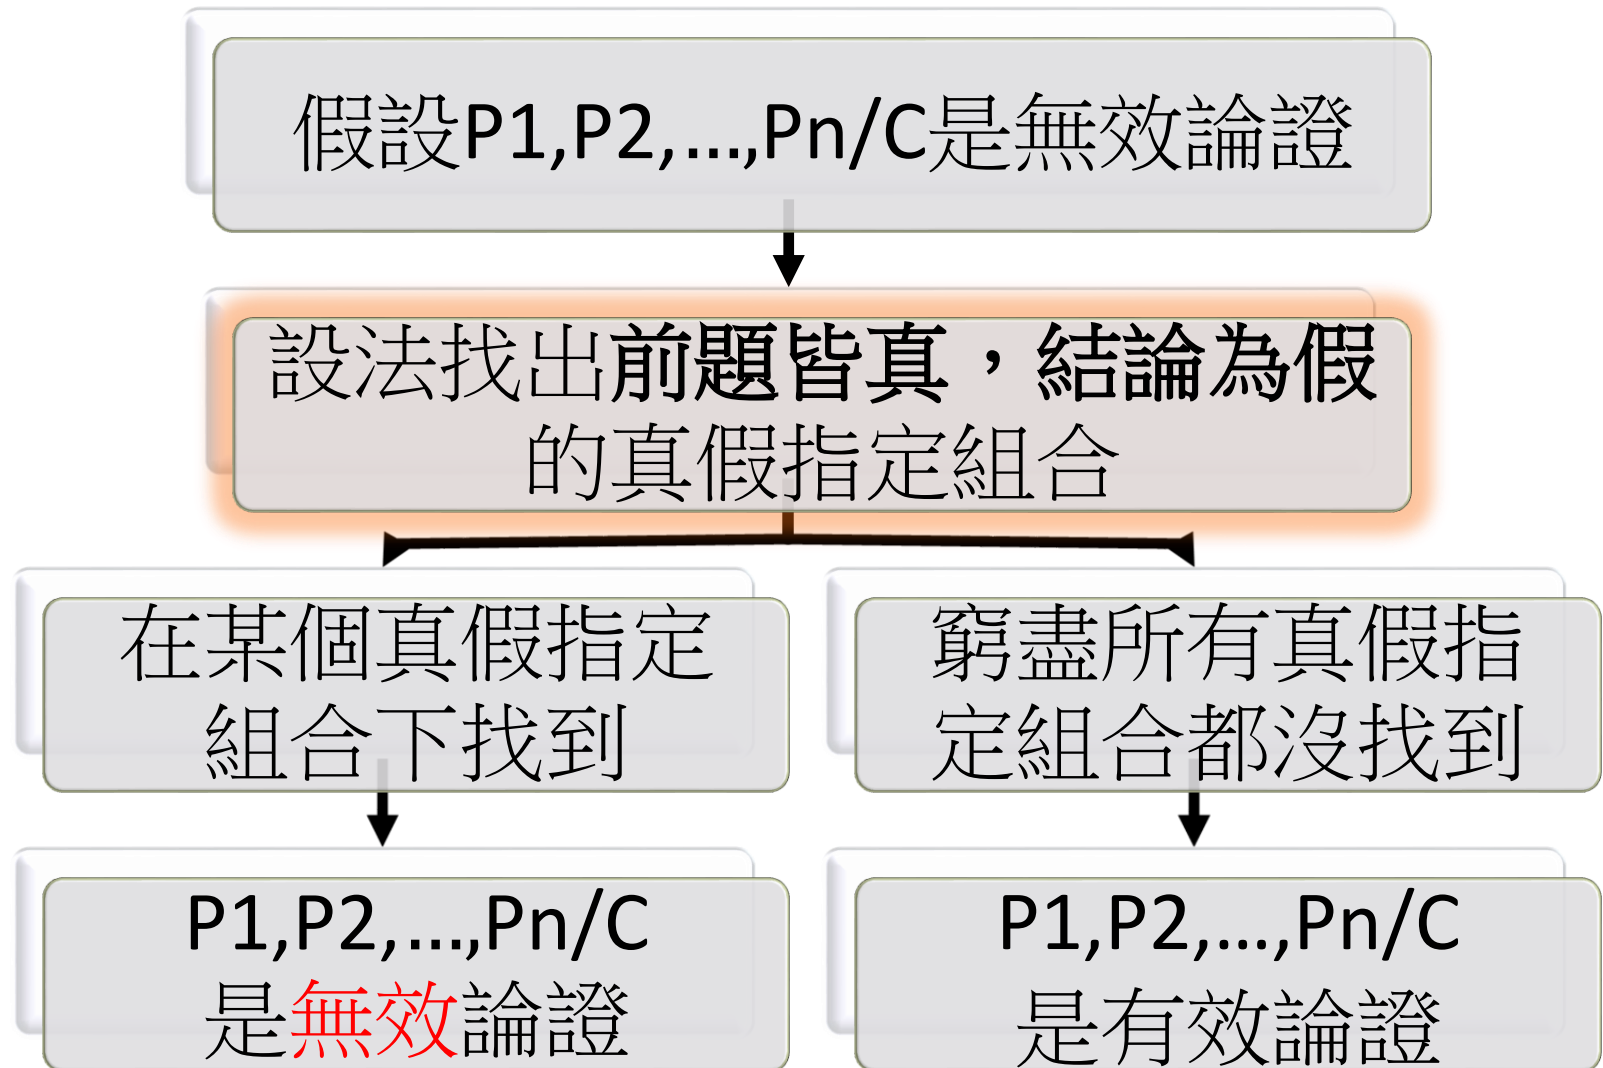 假設P1,P2,…,Pn/C是無效論證
設法找出前題皆真，結論為假
的真假指定組合
在某個真假指定
組合下找到
窮盡所有真假指
定組合都沒找到
P1,P2,…,Pn/C
是無效論證
P1,P2,…,Pn/C
是有效論證